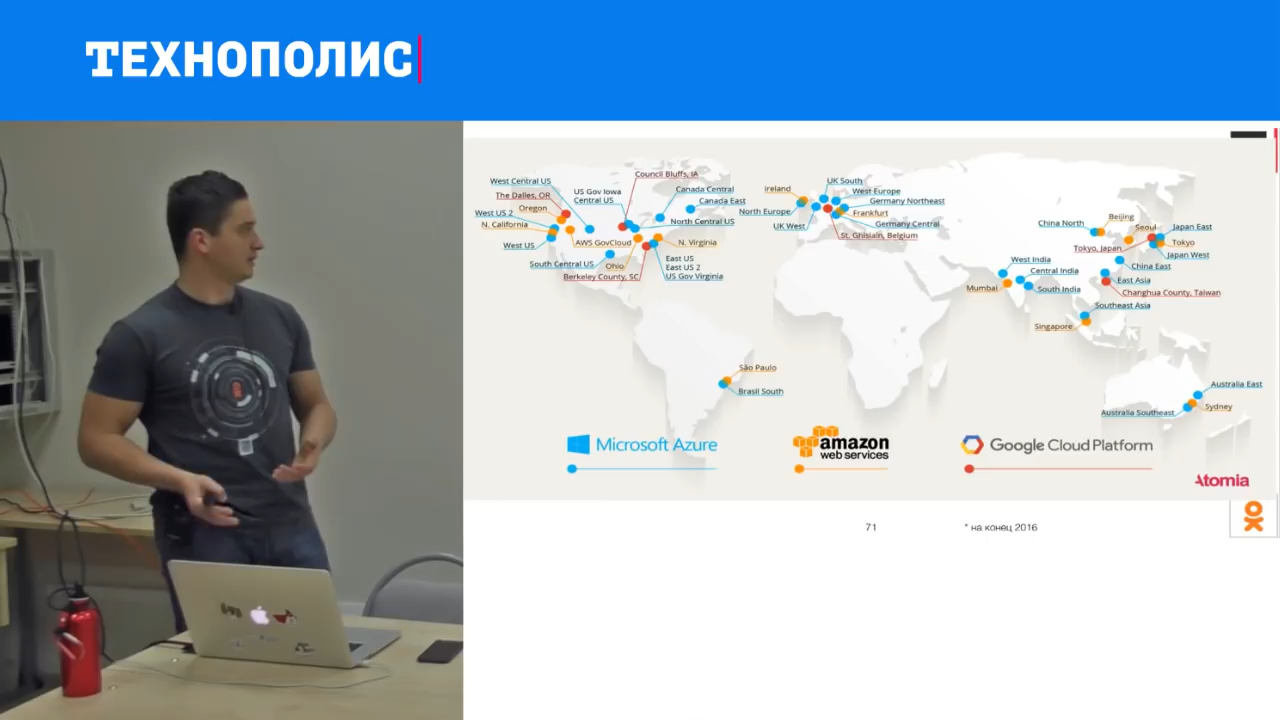 ТЕХНОПОЛИС
West Central US
The Dalles, OR
Oregon
West US 2
N. California
West US
US Gov Iowa
Central US
Council Bluffs, IA
Canada Central
Canada East
North Central US
AWS GovCloud
N. Virginia
South Central US
Ohio
Berkeley County, SC
East US
East US 2
US Gov Virginia
Ireland
North Europe
UK South
West Europe
Germany Northeast
Frankfurt
Germany Central
UK West
St. Ghislain, Belgium
China North
Beijing
Seoul
Japan East
Tokyo, Japan
Tokyo
Japan West
West India
Central India
China East
East Asia
Mumbai
South India
Changhua County, Taiwan
Southeast Asia
Singapore
São Paulo
Brasil South
Australia East
Australia Southeast
Sydney
Microsoft Azure
amazon
web services
Google Cloud Platform
Atomia
71
* на конец 2016